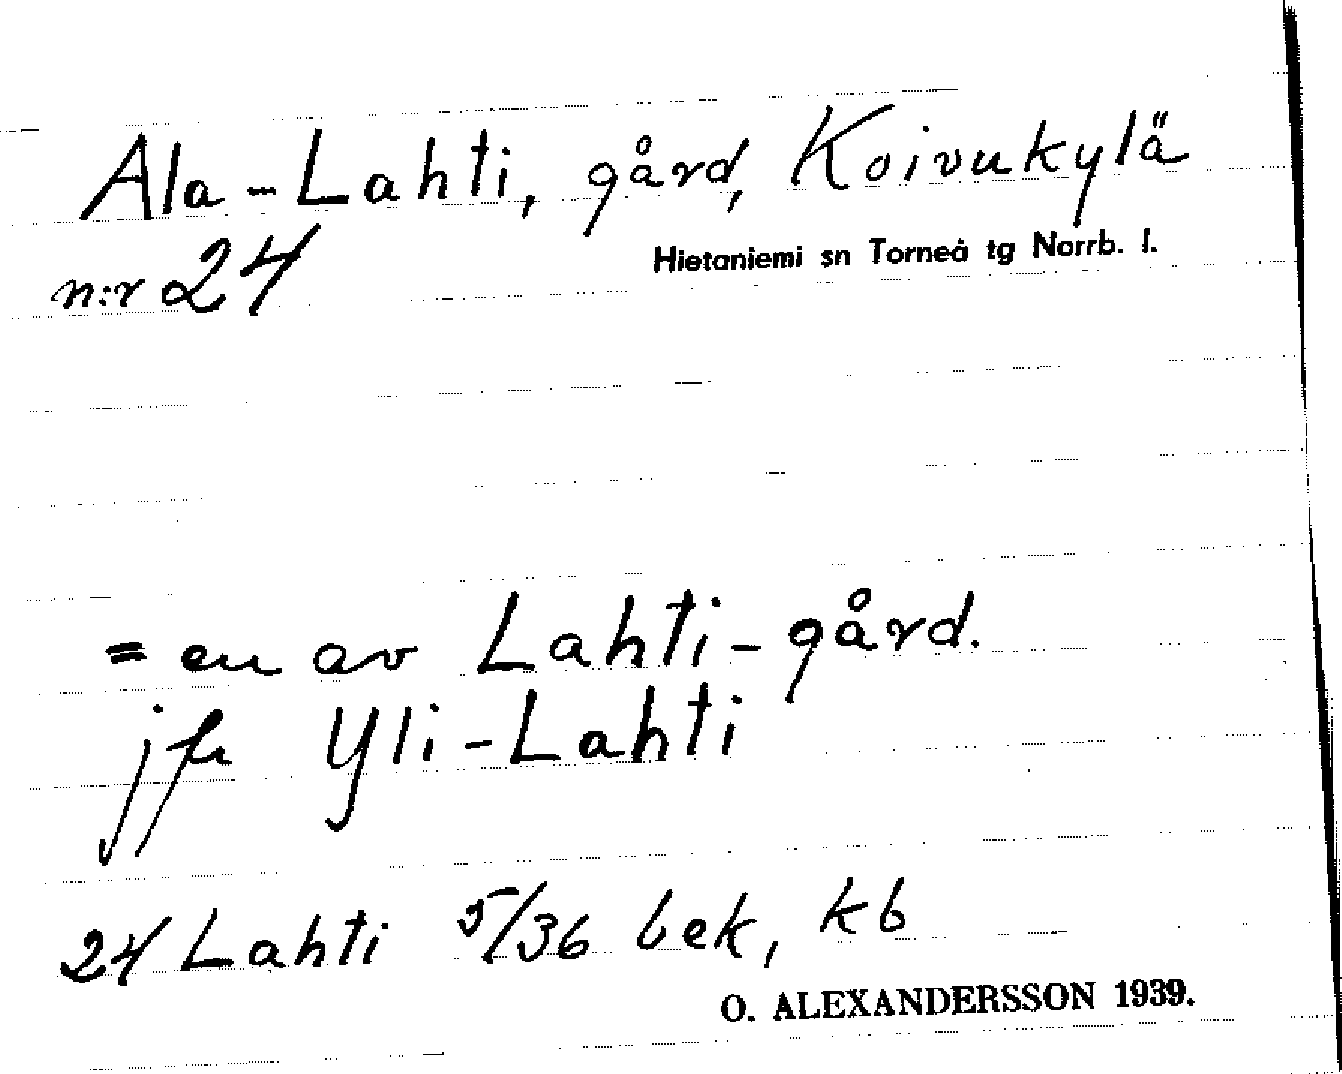 Ala-Lahti, gård, Koivukylä
n:r 24
Hietaniemi sn Torneå tg Norrb. l.
= en av Lahti-gård.
jfr Yli-Lahti
24 Lahti 5/36 bek, kb
O. ALEXANDERSSON 1939.